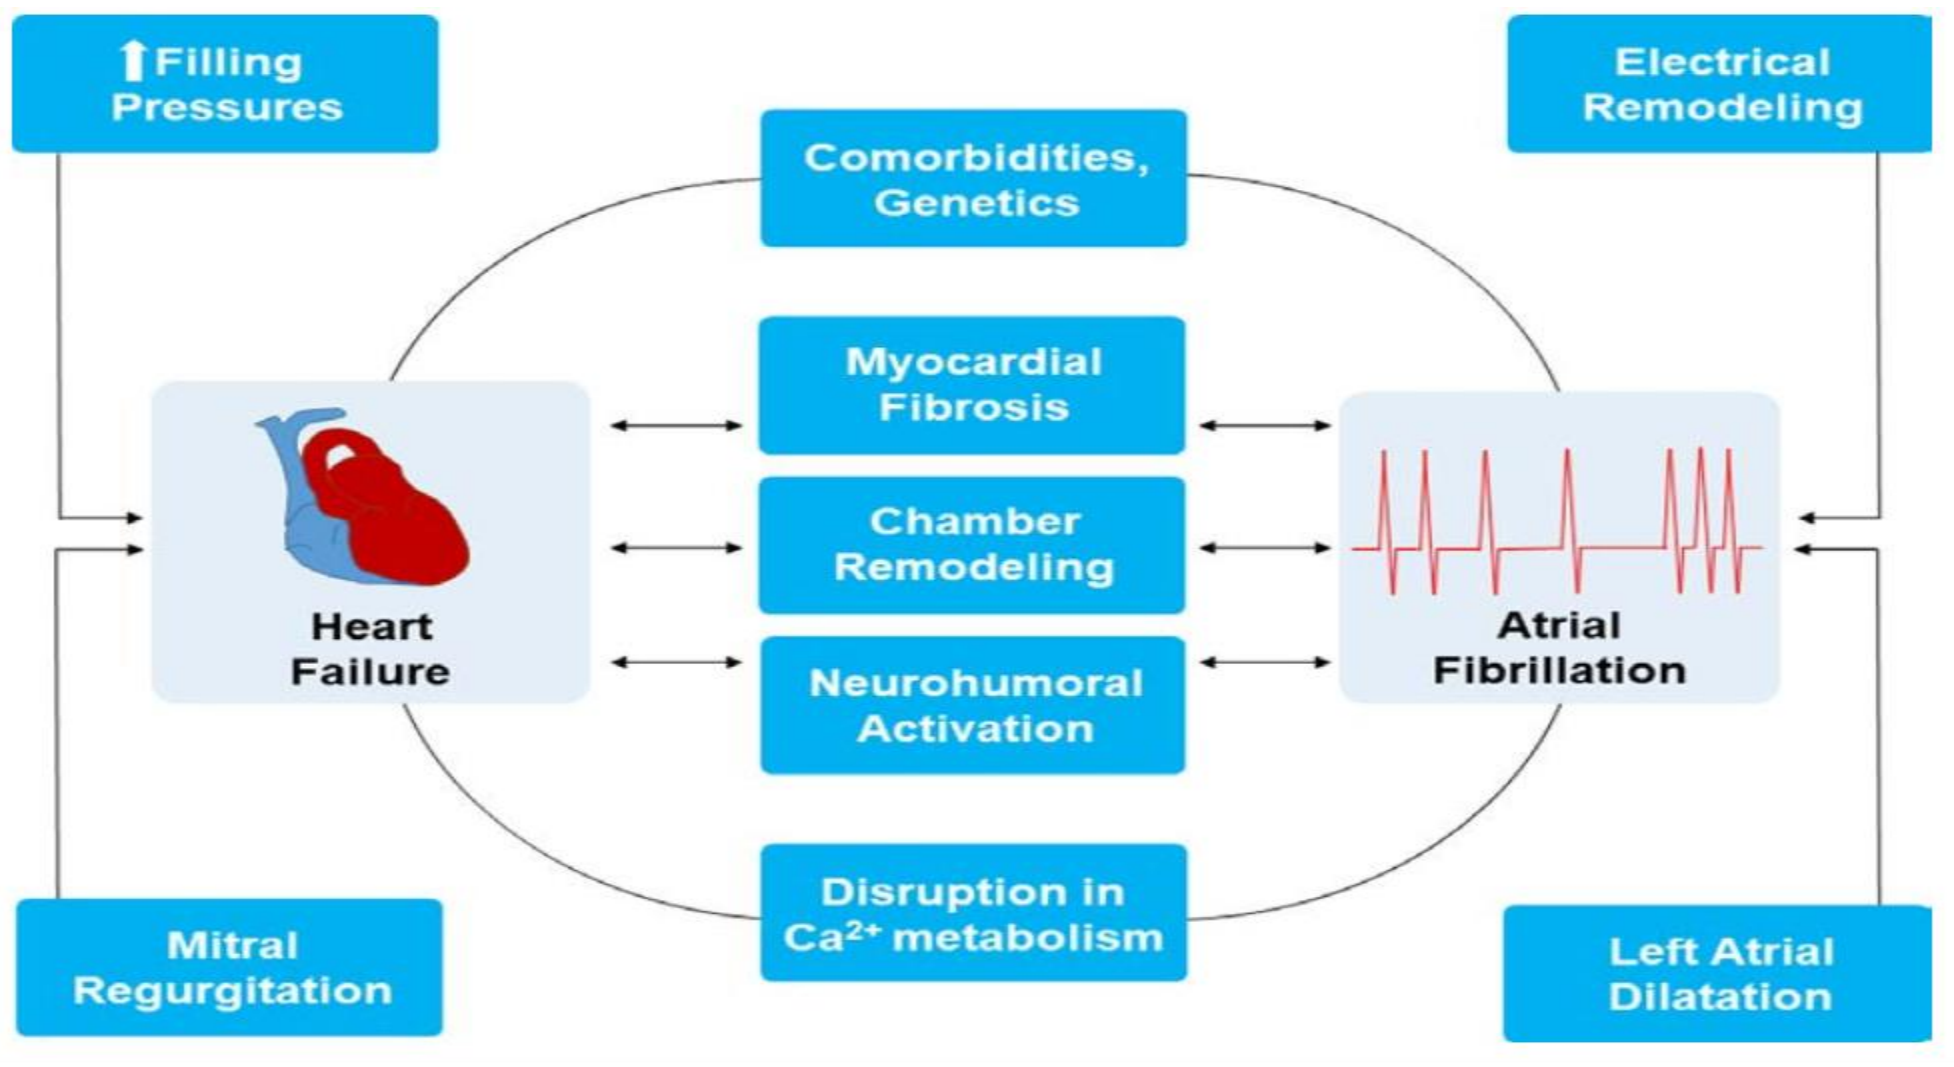 ⬆Filling
Pressures
Electrical
Remodeling
Comorbidities,
Genetics
Myocardial
Fibrosis
Chamber
Remodeling
Neurohumoral
Activation
Heart
Failure
Atrial
Fibrillation
Disruption in
Ca²⁺ metabolism
Mitral
Regurgitation
Left Atrial
Dilatation